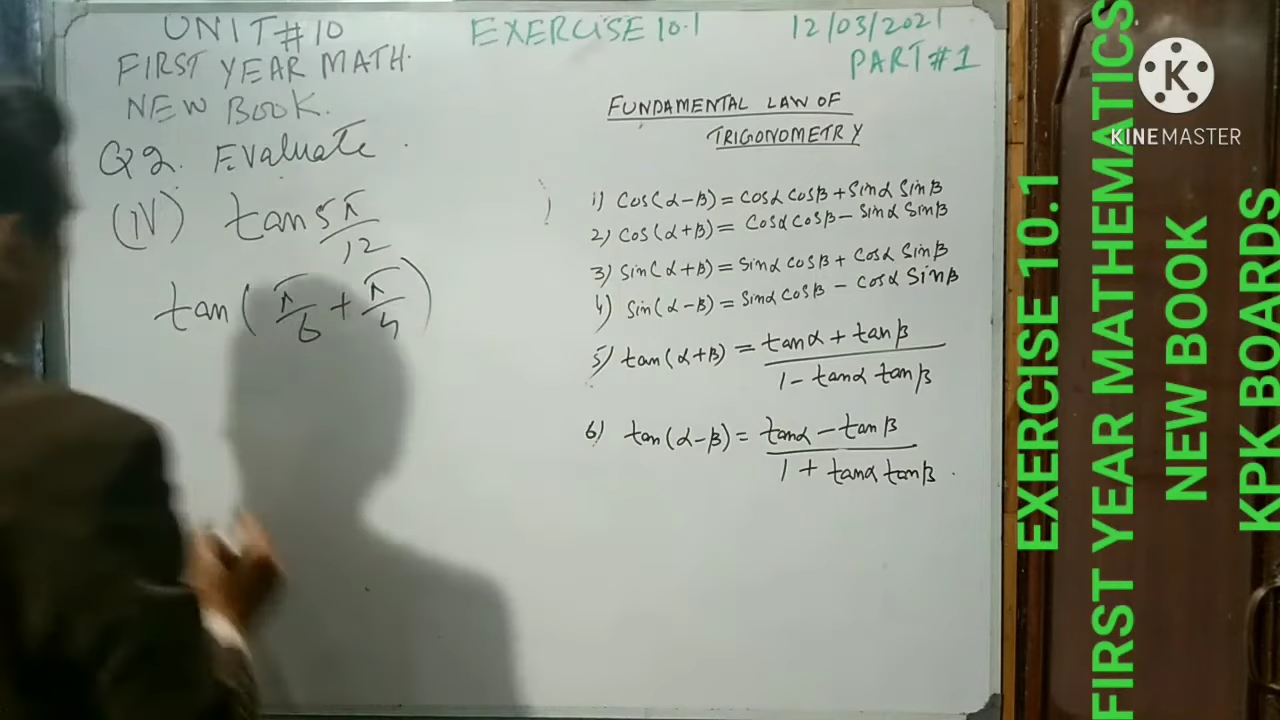 UNIT#10
FIRST YEAR MATH.
NEW BOOK.
EXERCISE 10.1
12/03/2021
PART#1
Q2. Evaluate.
(IV) tan 5π/12
tan(π/6 + π/4)
FUNDAMENTAL LAW OF
TRIGONOMETRY
1) Cos(α-β) = Cosα Cosβ + Sinα Sinβ
2) Cos(α+β) = Cosα Cosβ - Sinα Sinβ
3) Sin(α+β) = Sinα Cosβ + Cosα Sinβ
4) Sin(α-β) = Sinα Cosβ - Cosα Sinβ
5) tan(α+β) = tanα + tanβ / 1 - tanα tanβ
6) tan(α-β) = tanα - tanβ / 1 + tanα tanβ.
K
KINEMASTER
EXERCISE 10.1
FIRST YEAR MATHEMATICS
NEW BOOK
KPK BOARDS